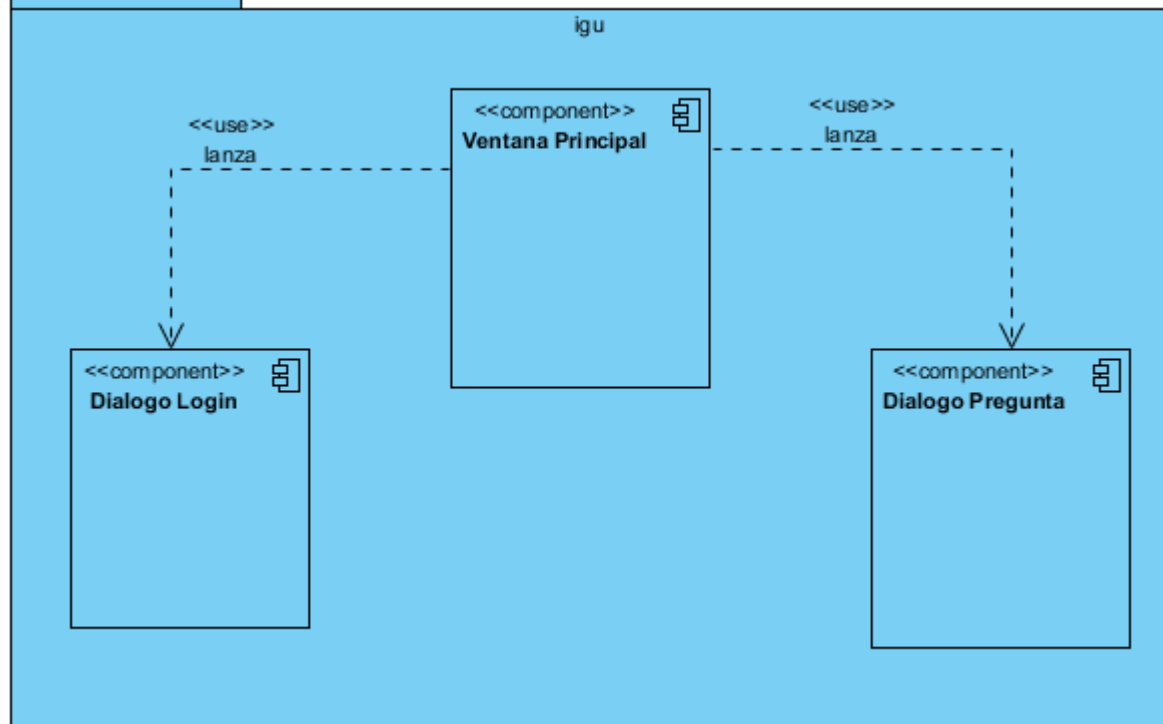 igu
<<component>>
Ventana Principal
<<use>>
lanza
<<use>>
lanza
<<component>>
Dialogo Login
<<component>>
Dialogo Pregunta